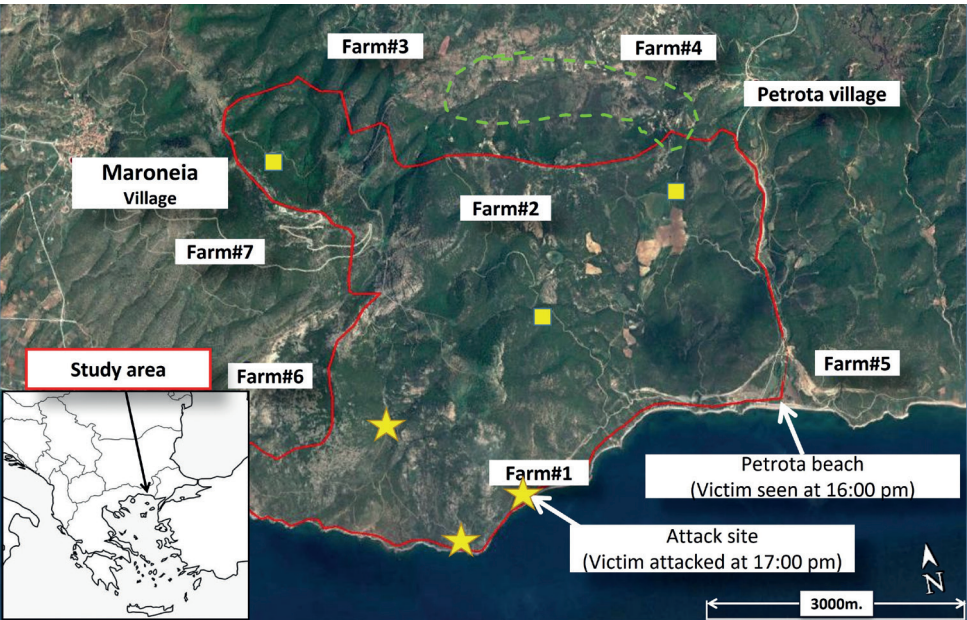 Farm#3
Farm#4
Petrota village
Maroneia
Village
Farm#2
Farm#7
Study area
Farm#6
Farm#5
Farm#1
Petrota beach
(Victim seen at 16:00 pm)
Attack site
(Victim attacked at 17:00 pm)
N
3000m.